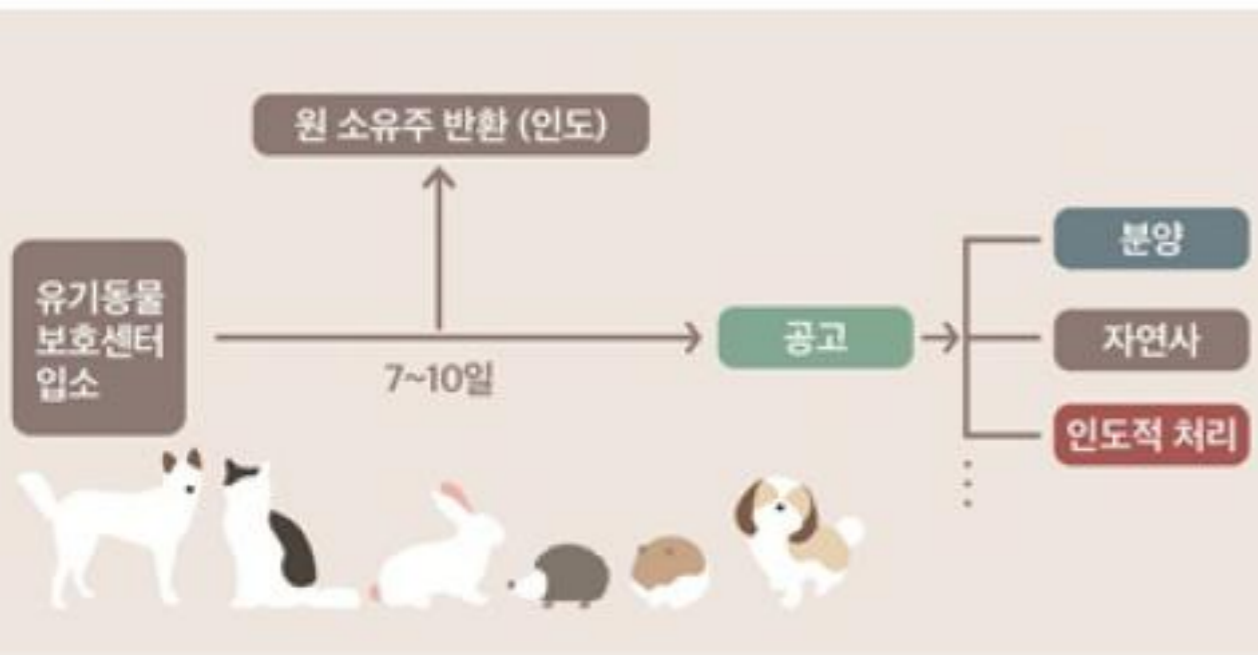 원 소유주 반환 (인도)
유기동물
보호센터
입소
7~10일
공고
분양
자연사
인도적 처리